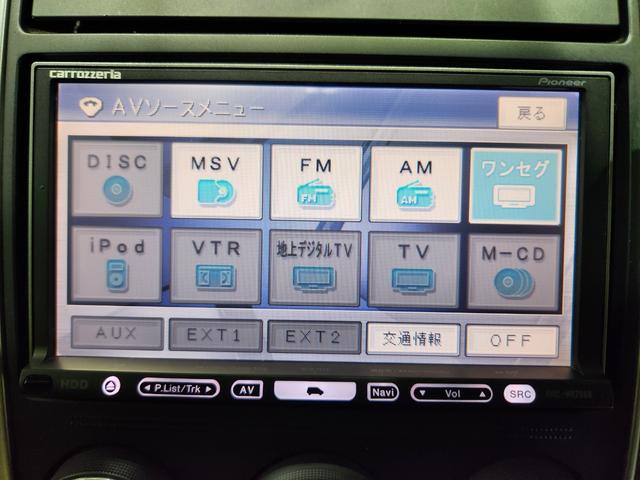 carrozzeria
Pioneer
AVソースメニュー
戻る
DISC
MSV
FM
AM
ワンセグ
FM
AM
iPod
VTR
地上デジタルTV
TV
M-CD
AUX
EXT1
EXT2
交通情報
OFF
HDD
◀ P.List/Trk ▶
AV
Navi
▼ Vol ▲
SRC